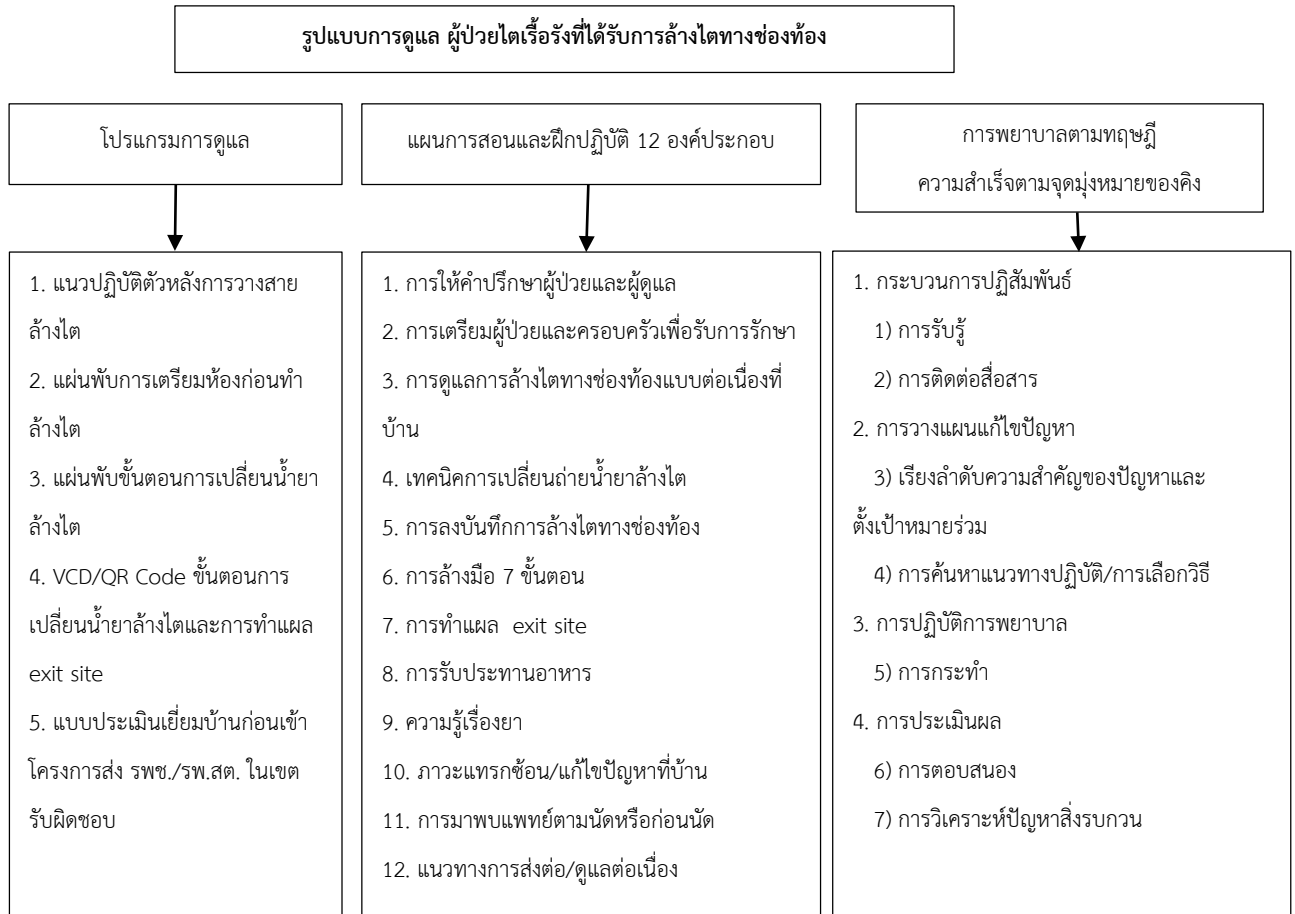 รูปแบบการดูแล ผู้ป่วยไตเรื้อรังที่ได้รับการล้างไตทางช่องท้อง
โปรแกรมการดูแล
1. แนวปฏิบัติตัวหลังการวางสาย
ล้างไต
2. แผ่นพับการเตรียมห้องก่อนทำ
ล้างไต
3. แผ่นพับขั้นตอนการเปลี่ยนน้ำยา
ล้างไต
4. VCD/QR Code ขั้นตอนการ
เปลี่ยนน้ำยาล้างไตและการทำแผล
exit site
5. แบบประเมินเยี่ยมบ้านก่อนเข้า
โครงการส่ง รพช./รพ.สต. ในเขต
รับผิดชอบ
แผนการสอนและฝึกปฏิบัติ 12 องค์ประกอบ
1. การให้คำปรึกษาผู้ป่วยและผู้ดูแล
2. การเตรียมผู้ป่วยและครอบครัวเพื่อรับการรักษา
3. การดูแลการล้างไตทางช่องท้องแบบต่อเนื่องที่
บ้าน
4. เทคนิคการเปลี่ยนถ่ายน้ำยาล้างไต
5. การลงบันทึกการล้างไตทางช่องท้อง
6. การล้างมือ 7 ขั้นตอน
7. การทำแผล exit site
8. การรับประทานอาหาร
9. ความรู้เรื่องยา
10. ภาวะแทรกซ้อน/แก้ไขปัญหาที่บ้าน
11. การมาพบแพทย์ตามนัดหรือก่อนนัด
12. แนวทางการส่งต่อ/ดูแลต่อเนื่อง
การพยาบาลตามทฤษฎี
ความสำเร็จตามจุดมุ่งหมายของคิง
1. กระบวนการปฏิสัมพันธ์
1) การรับรู้
2) การติดต่อสื่อสาร
2. การวางแผนแก้ไขปัญหา
3) เรียงลำดับความสำคัญของปัญหาและ
ตั้งเป้าหมายร่วม
4) การค้นหาแนวทางปฏิบัติ/การเลือกวิธี
3. การปฏิบัติการพยาบาล
5) การกระทำ
4. การประเมินผล
6) การตอบสนอง
7) การวิเคราะห์ปัญหาสิ่งรบกวน